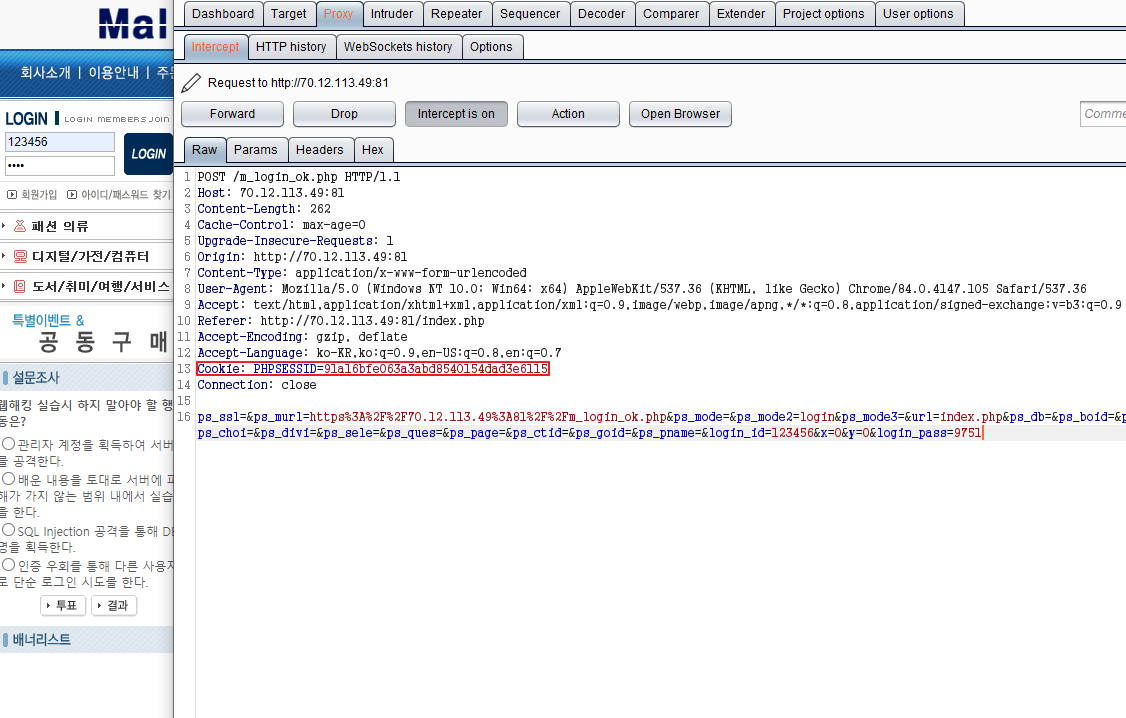 Mal
회사소개 | 이용안내 |
LOGIN LOGIN MEMBERS JOIN
123456
LOGIN
회원가입 아이디/패스워드 찾기
패션 의류
디지털/가전/컴퓨터
도서/취미/여행/서비스
특별이벤트 &
공 동 구 매
설문조사
웹해킹 실습시 하지 말아야 할 행
동은?
관리자 계정을 획득하여 서버
를 공격한다.
배운 내용을 토대로 서버에 피
해가 가지 않는 범위 내에서 실습
을 한다.
SQL Injection 공격을 통해 DB
명을 획득한다.
인증 우회를 통해 다른 사용자
로 단순 로그인 시도를 한다.
투표 결과
배너리스트
Dashboard Target Proxy Intruder Repeater Sequencer Decoder Comparer Extender Project options User options
Intercept HTTP history WebSockets history Options
Request to http://70.12.113.49:81
Forward Drop Intercept is on Action Open Browser Comme
Raw Params Headers Hex
1 POST /m_login_ok.php HTTP/1.1
2 Host: 70.12.113.49:81
3 Content-Length: 262
4 Cache-Control: max-age=0
5 Upgrade-Insecure-Requests: 1
6 Origin: http://70.12.113.49:81
7 Content-Type: application/x-www-form-urlencoded
8 User-Agent: Mozilla/5.0 (Windows NT 10.0; Win64; x64) AppleWebKit/537.36 (KHTML, like Gecko) Chrome/84.0.4147.105 Safari/537.36
9 Accept: text/html,application/xhtml+xml,application/xml;q=0.9,image/webp,image/apng,*/*;q=0.8,application/signed-exchange;v=b3;q=0.9
10 Referer: http://70.12.113.49:81/index.php
11 Accept-Encoding: gzip, deflate
12 Accept-Language: ko-KR,ko;q=0.9,en-US;q=0.8,en;q=0.7
13 Cookie: PHPSESSID=91a16bfe063a3abd8540154dad3e6115
14 Connection: close
15
16 ps_ssl=&ps_murl=https%3A%2F%2F70.12.113.49%3A81%2F%2Fm_login_ok.php&ps_mode=&ps_mode2=login&ps_mode3=&url=index.php&ps_db=&ps_boid=&p
ps_choi=&ps_divi=&ps_sele=&ps_ques=&ps_page=&ps_ctid=&ps_goid=&ps_pname=&login_id=123456&x=0&y=0&login_pass=9751